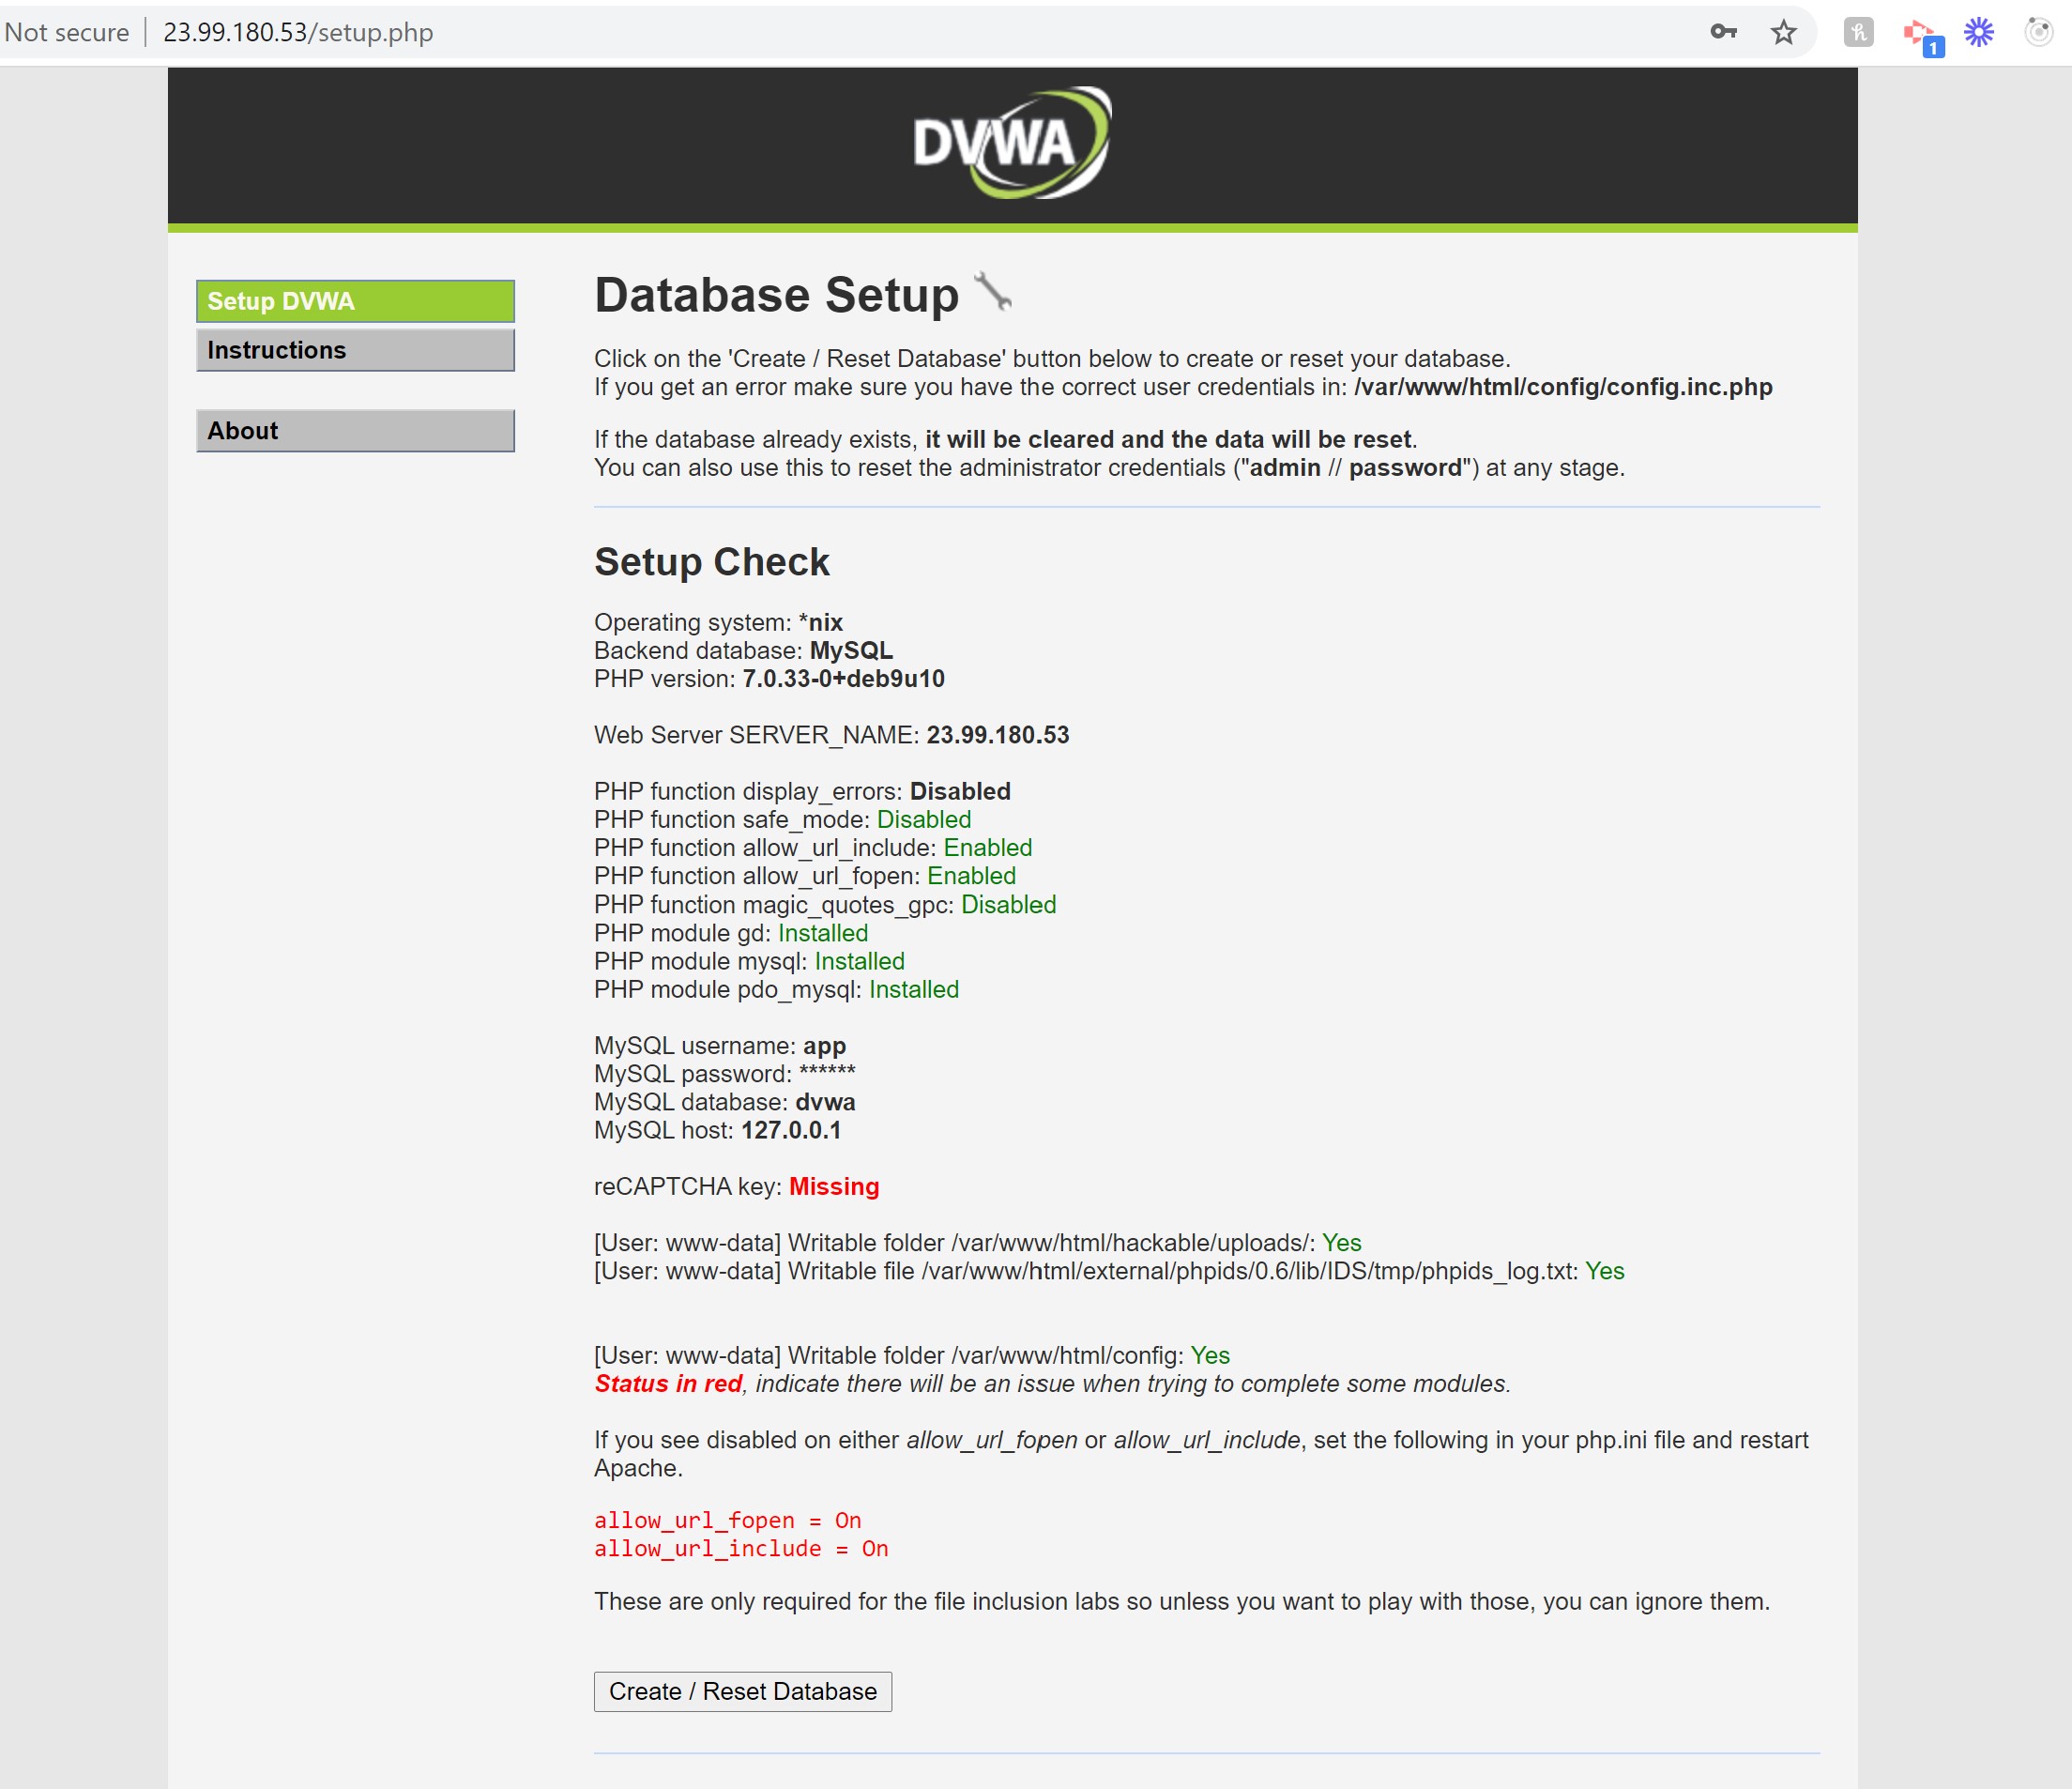 Not secure | 23.99.180.53/setup.php
1
DVWA
Setup DVWA
Instructions
About
Database Setup
Click on the 'Create / Reset Database' button below to create or reset your database.
If you get an error make sure you have the correct user credentials in: /var/www/html/config/config.inc.php
If the database already exists, it will be cleared and the data will be reset.
You can also use this to reset the administrator credentials ("admin // password") at any stage.
Setup Check
Operating system: *nix
Backend database: MySQL
PHP version: 7.0.33-0+deb9u10
Web Server SERVER_NAME: 23.99.180.53
PHP function display_errors: Disabled
PHP function safe_mode: Disabled
PHP function allow_url_include: Enabled
PHP function allow_url_fopen: Enabled
PHP function magic_quotes_gpc: Disabled
PHP module gd: Installed
PHP module mysql: Installed
PHP module pdo_mysql: Installed
MySQL username: app
MySQL password: ******
MySQL database: dvwa
MySQL host: 127.0.0.1
reCAPTCHA key: Missing
[User: www-data] Writable folder /var/www/html/hackable/uploads/: Yes
[User: www-data] Writable file /var/www/html/external/phpids/0.6/lib/IDS/tmp/phpids_log.txt: Yes
[User: www-data] Writable folder /var/www/html/config: Yes
Status in red, indicate there will be an issue when trying to complete some modules.
If you see disabled on either allow_url_fopen or allow_url_include, set the following in your php.ini file and restart
Apache.
allow_url_fopen = On
allow_url_include = On
These are only required for the file inclusion labs so unless you want to play with those, you can ignore them.
Create / Reset Database